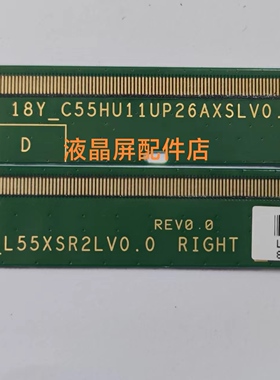 18Y_C55HU11UP26AXSLV0.
D
液晶屏配件店
REV0.0
L55XSR2LV0.0 RIGHT